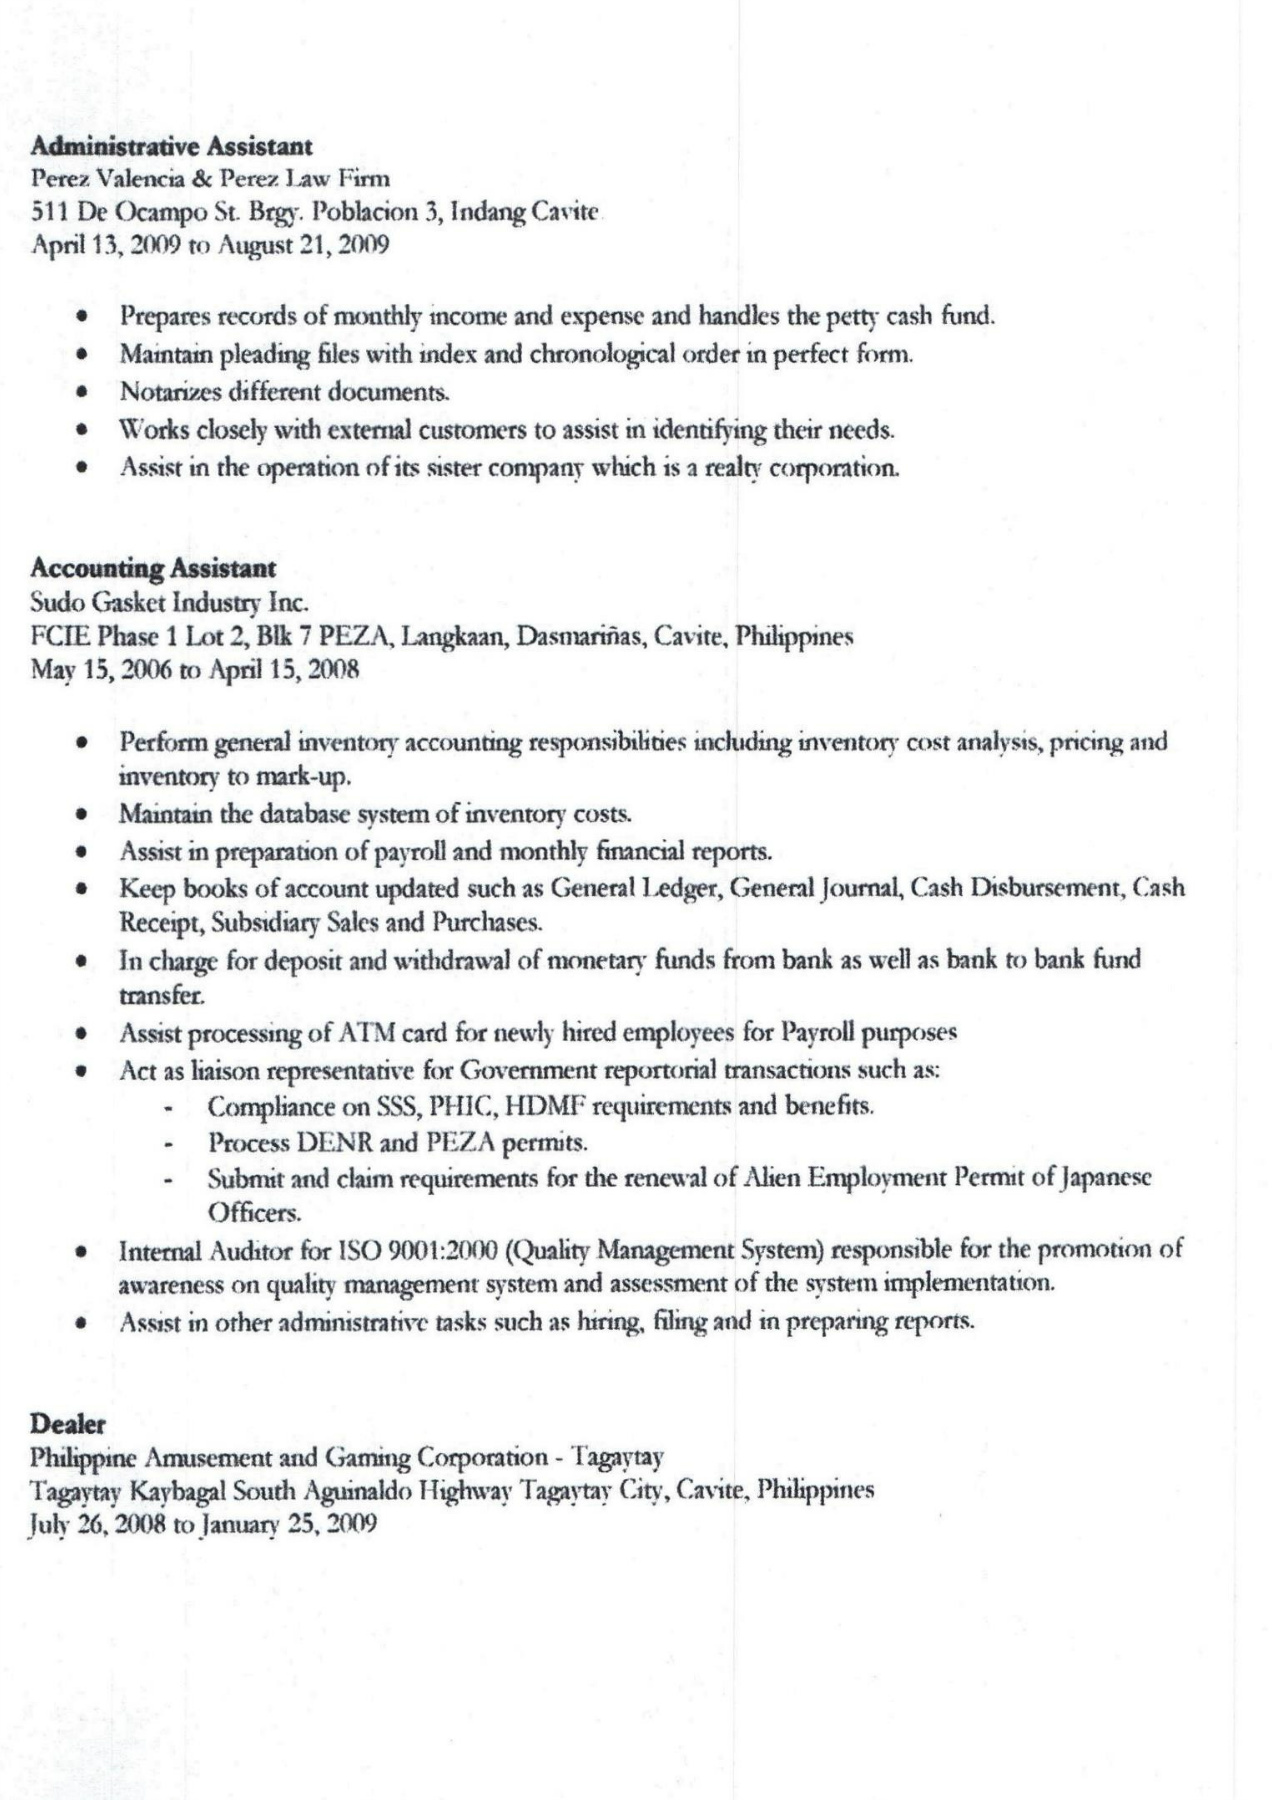 Administrative Assistant
Perez Valencia & Perez Law Firm
511 De Ocampo St. Brgy. Poblacion 3, Indang Cavite
April 13, 2009 to August 21, 2009
• Prepares records of monthly income and expense and handles the petty cash fund.
• Maintain pleading files with index and chronological order in perfect form.
• Notarizes different documents.
• Works closely with external customers to assist in identifying their needs.
• Assist in the operation of its sister company which is a realty corporation.
Accounting Assistant
Sudo Gasket Industry Inc.
FCIE Phase 1 Lot 2, Blk 7 PEZA, Langkaan, Dasmariñas, Cavite, Philippines
May 15, 2006 to April 15, 2008
• Perform general inventory accounting responsibilities including inventory cost analysis, pricing and
inventory to mark-up.
• Maintain the database system of inventory costs.
• Assist in preparation of payroll and monthly financial reports.
• Keep books of account updated such as General Ledger, General Journal, Cash Disbursement, Cash
Receipt, Subsidiary Sales and Purchases.
• In charge for deposit and withdrawal of monetary funds from bank as well as bank to bank fund
transfer.
• Assist processing of ATM card for newly hired employees for Payroll purposes
• Act as liaison representative for Government reportorial transactions such as:
- Compliance on SSS, PHIC, HDMF requirements and benefits.
- Process DENR and PEZA permits.
- Submit and claim requirements for the renewal of Alien Employment Permit of Japanese
Officers.
• Internal Auditor for ISO 9001:2000 (Quality Management System) responsible for the promotion of
awareness on quality management system and assessment of the system implementation.
• Assist in other administrative tasks such as hiring, filing and in preparing reports.
Dealer
Philippine Amusement and Gaming Corporation - Tagaytay
Tagaytay Kaybagal South Aguinaldo Highway Tagaytay City, Cavite, Philippines
July 26, 2008 to January 25, 2009